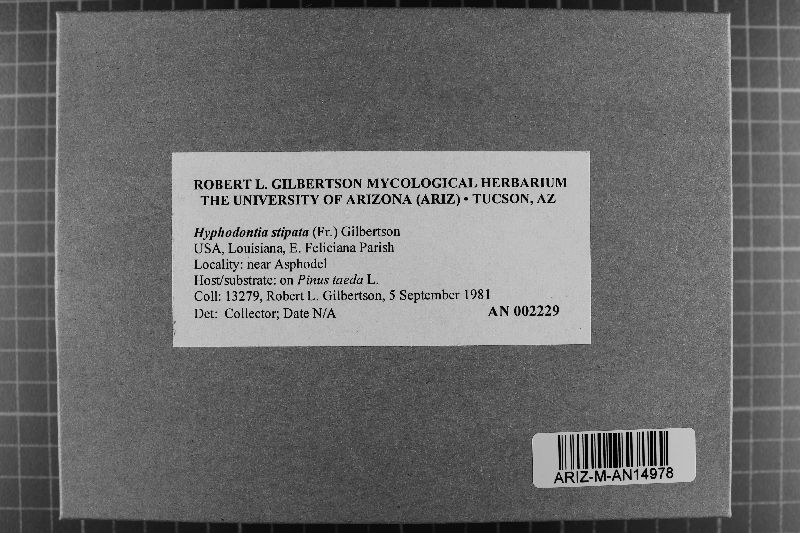 ROBERT L. GILBERTSON MYCOLOGICAL HERBARIUM
THE UNIVERSITY OF ARIZONA (ARIZ) • TUCSON, AZ
Hyphodontia stipata (Fr.) Gilbertson
USA, Louisiana, E. Feliciana Parish
Locality: near Asphodel
Host/substrate: on Pinus taeda L.
Coll: 13279, Robert L. Gilbertson, 5 September 1981
Det: Collector; Date N/A AN 002229
ARIZ-M-AN14978